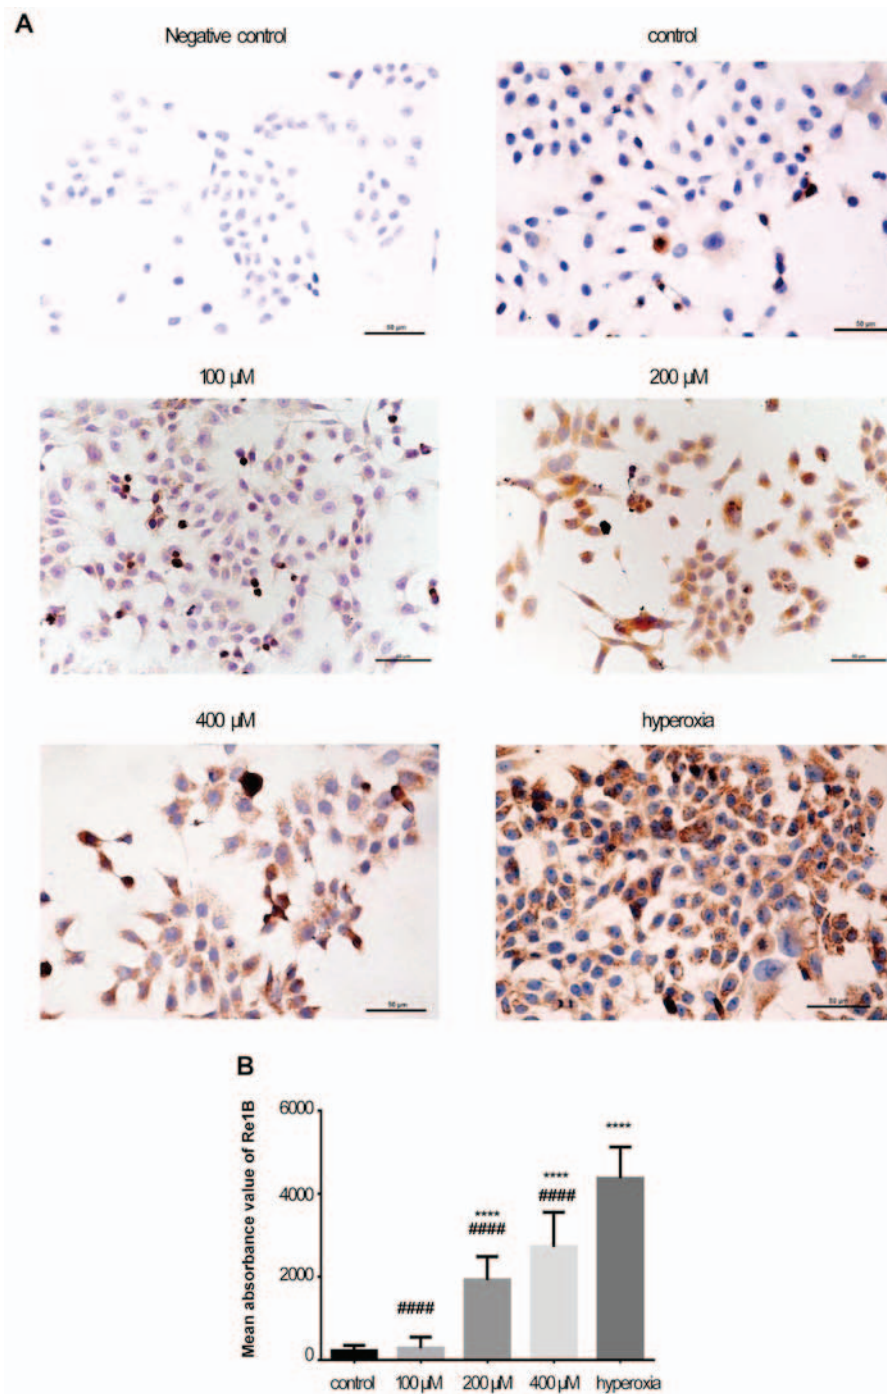 A
Negative control
control
50 µm
50 µm
100 µM
200 µM
400 µM
hyperoxia
50 µm
50 µm
B
Mean absorbance value of Re1B
6000
4000
2000
0
####
****
####
****
####
****
control
100 µM
200 µM
400 µM
hyperoxia